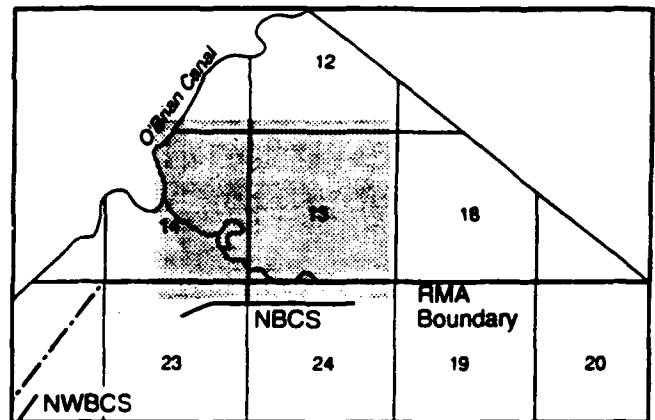 12
O'Brian Canal
14
13
18
RMA
Boundary
NBCS
23
24
19
20
NWBCS